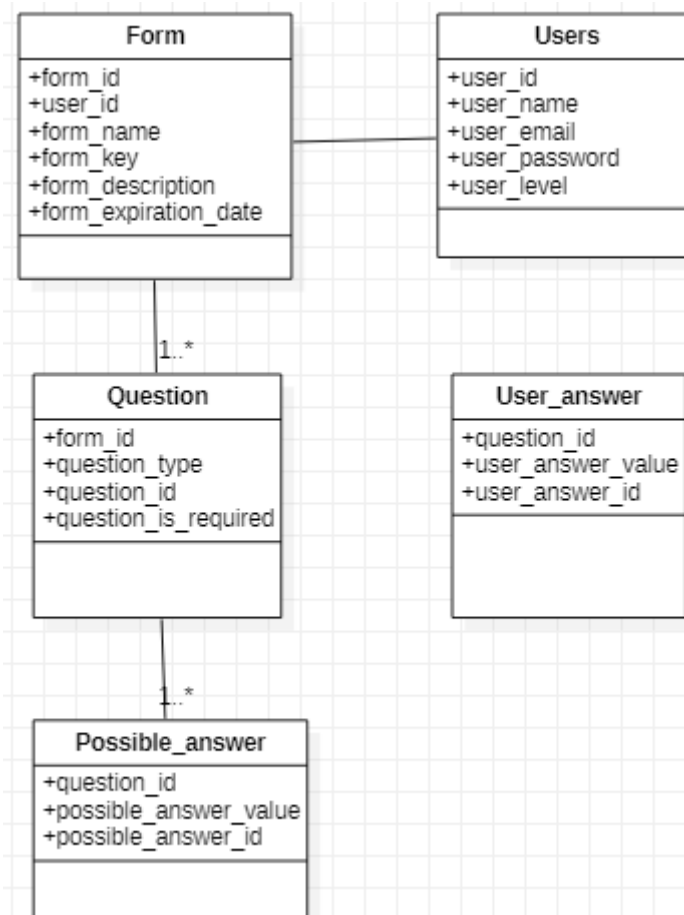 Form
+form_id
+user_id
+form_name
+form_key
+form_description
+form_expiration_date
Users
+user_id
+user_name
+user_email
+user_password
+user_level
1..*
Question
+form_id
+question_type
+question_id
+question_is_required
User_answer
+question_id
+user_answer_value
+user_answer_id
1..*
Possible_answer
+question_id
+possible_answer_value
+possible_answer_id